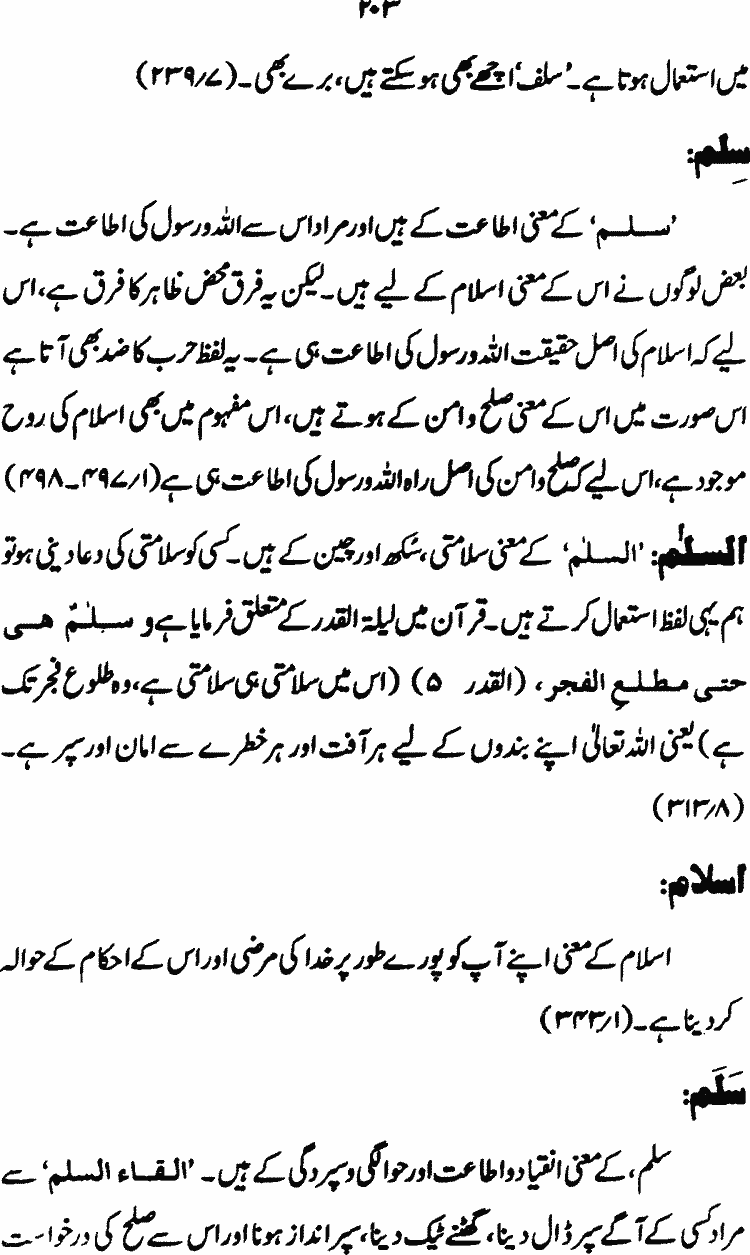 ۲۰۳
میں استعمال ہوتا ہے۔ ’سلف‘ اچھے بھی ہو سکتے ہیں، برے بھی۔ (۲۳۹/۷)
سِلم:
’سلم‘ کے معنی اطاعت کے ہیں اور مراد اس سے اللہ و رسول کی اطاعت ہے۔
بعض لوگوں نے اس کے معنی اسلام کے لیے ہیں۔ لیکن یہ فرق محض ظاہر کا فرق ہے، اس
لیے کہ اسلام کی اصل حقیقت اللہ و رسول کی اطاعت ہی ہے۔ یہ لفظ حرب کا ضد بھی آتا ہے
اس صورت میں اس کے معنی صلح و امن کے ہوتے ہیں، اس مفہوم میں بھی اسلام کی روح
موجود ہے، اس لیے کہ صلح و امن کی اصل راہ اللہ و رسول کی اطاعت ہی ہے (۴۹۷/۱۔۴۹۸)
السلٰم: ’السلٰم‘ کے معنی سلامتی، سُکھ اور چین کے ہیں۔ کسی کو سلامتی کی دعا دینی ہو تو
ہم یہی لفظ استعمال کرتے ہیں۔ قرآن میں لیلۃ القدر کے متعلق فرمایا ہے و سلٰمٌ هی
حتی مطلعِ الفجر، (القدر ۵) (اس میں سلامتی ہی سلامتی ہے، وہ طلوع فجر تک
ہے) یعنی اللہ تعالیٰ اپنے بندوں کے لیے ہر آفت اور ہر خطرے سے امان اور سپر ہے۔
(۳۱۳/۸)
اسلام:
اسلام کے معنی اپنے آپ کو پورے طور پر خدا کی مرضی اور اس کے احکام کے حوالہ
کر دینا ہے۔ (۳۴۳/۱)
سَلَم:
سلم، کے معنی انقیاد و اطاعت اور حوالگی و سپردگی کے ہیں۔ ’القاء السلم‘ سے
مراد کسی کے آگے سپر ڈال دینا، گھٹنے ٹیک دینا، سپر انداز ہونا اور اس سے صلح کی درخواست